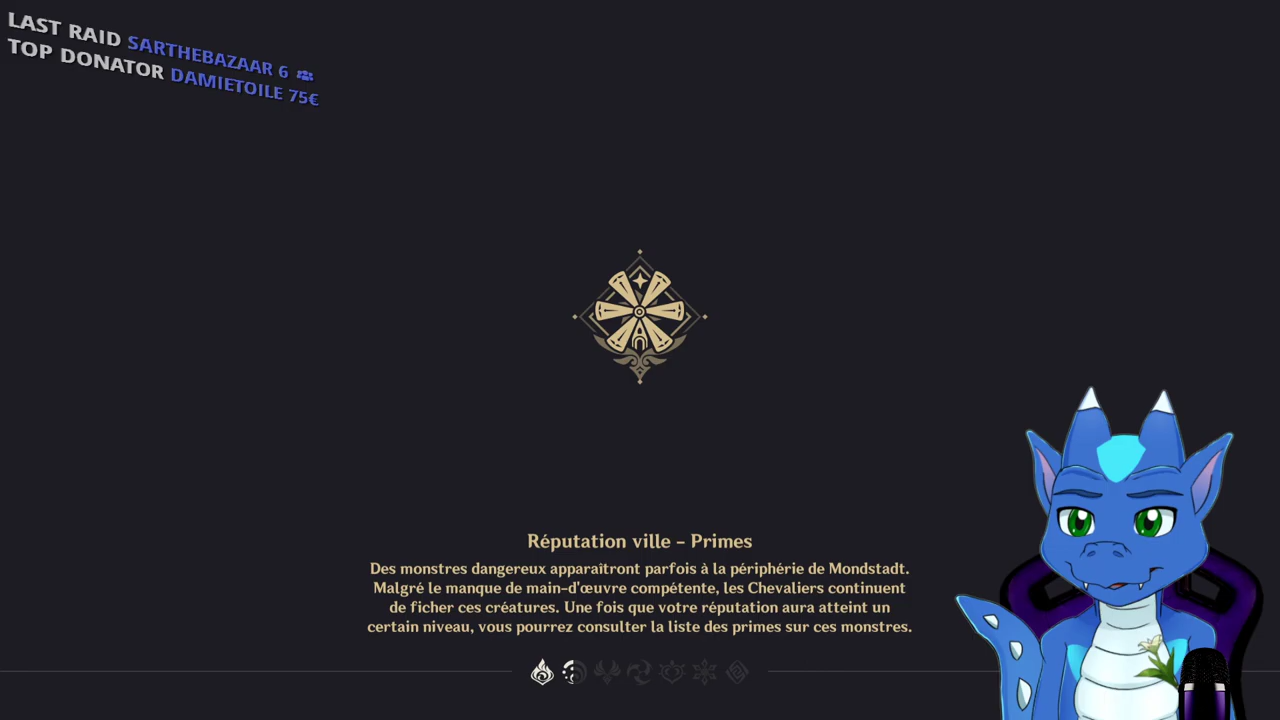 LAST RAID SARTHEBAZAAR 6
TOP DONATOR DAMIETOILE 75€
Réputation ville – Primes
Des monstres dangereux apparaîtront parfois à la périphérie de Mondstadt.
Malgré le manque de main-d'œuvre compétente, les Chevaliers continuent
de ficher ces créatures. Une fois que votre réputation aura atteint un
certain niveau, vous pourrez consulter la liste des primes sur ces monstres.